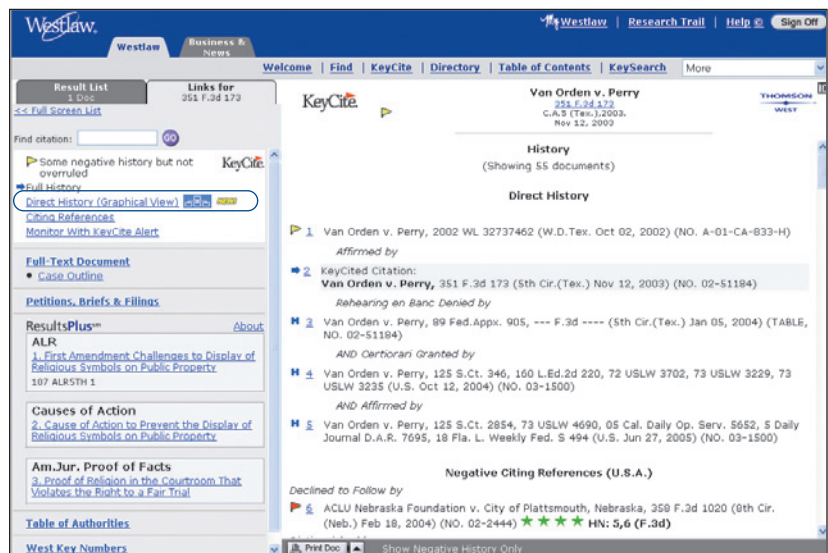 Westlaw.
Westlaw | Research Trail | Help Sign Off
Westlaw
Business &
News
Welcome | Find | KeyCite | Directory | Table of Contents | KeySearch More
Result List
1 Doc
Links for
351 F.3d 173
<< Full Screen List
Find citation: GO
Some negative history but not
overruled
KeyCite.
Full History
Direct History (Graphical View)
Citing References
Monitor With KeyCite Alert
Full-Text Document
• Case Outline
Petitions, Briefs & Filings
ResultsPlus℠ About
ALR
1. First Amendment Challenges to Display of
Religious Symbols on Public Property
107 ALR5TH 1
Causes of Action
2. Cause of Action to Prevent the Display of
Religious Symbols on Public Property
Am.Jur. Proof of Facts
3. Proof of Religion in the Courtroom That
Violates the Right to a Fair Trial
Table of Authorities
West Key Numbers
KeyCite.
Van Orden v. Perry
351 F.3d 173
C.A.5 (Tex.),2003.
Nov 12, 2003
THOMSON
WEST
History
(Showing 55 documents)
Direct History
1 Van Orden v. Perry, 2002 WL 32737462 (W.D.Tex. Oct 02, 2002) (NO. A-01-CA-833-H)
Affirmed by
2 KeyCited Citation:
Van Orden v. Perry, 351 F.3d 173 (5th Cir.(Tex.) Nov 12, 2003) (NO. 02-51184)
Rehearing en Banc Denied by
H 3 Van Orden v. Perry, 89 Fed.Appx. 905, --- F.3d ---- (5th Cir.(Tex.) Jan 05, 2004) (TABLE,
NO. 02-51184)
AND Certiorari Granted by
H 4 Van Orden v. Perry, 125 S.Ct. 346, 160 L.Ed.2d 220, 72 USLW 3702, 73 USLW 3229, 73
USLW 3235 (U.S. Oct 12, 2004) (NO. 03-1500)
AND Affirmed by
H 5 Van Orden v. Perry, 125 S.Ct. 2854, 73 USLW 4690, 05 Cal. Daily Op. Serv. 5652, 5 Daily
Journal D.A.R. 7695, 18 Fla. L. Weekly Fed. S 494 (U.S. Jun 27, 2005) (NO. 03-1500)
Negative Citing References (U.S.A.)
Declined to Follow by
6 ACLU Nebraska Foundation v. City of Plattsmouth, Nebraska, 358 F.3d 1020 (8th Cir.
(Neb.) Feb 18, 2004) (NO. 02-2444) ★ ★ ★ ★ HN: 5,6 (F.3d)
Print Doc Show Negative History Only